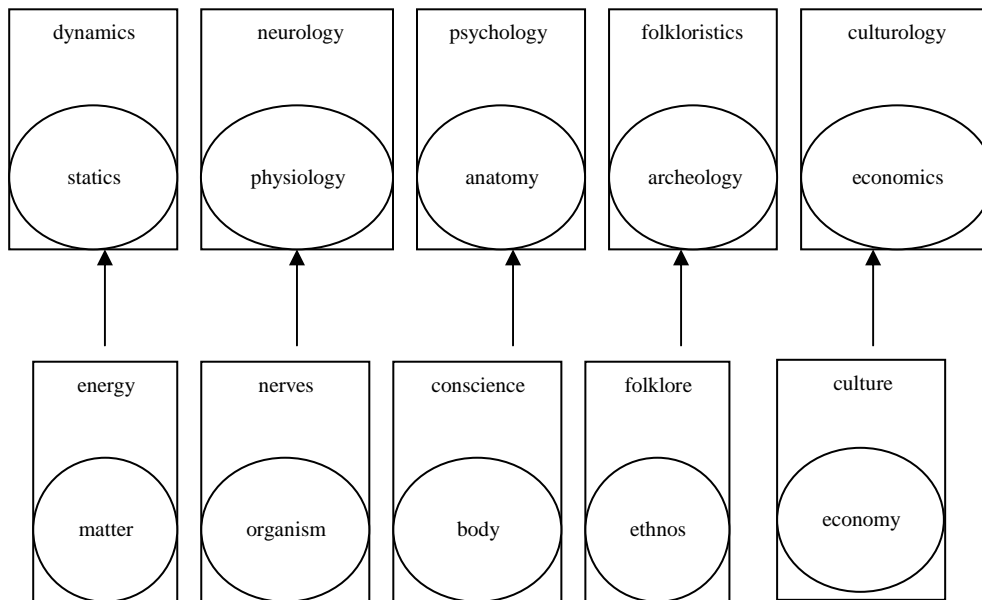 dynamics
neurology
psychology
folkloristics
culturology
statics
physiology
anatomy
archeology
economics
energy
nerves
conscience
folklore
culture
matter
organism
body
ethnos
economy